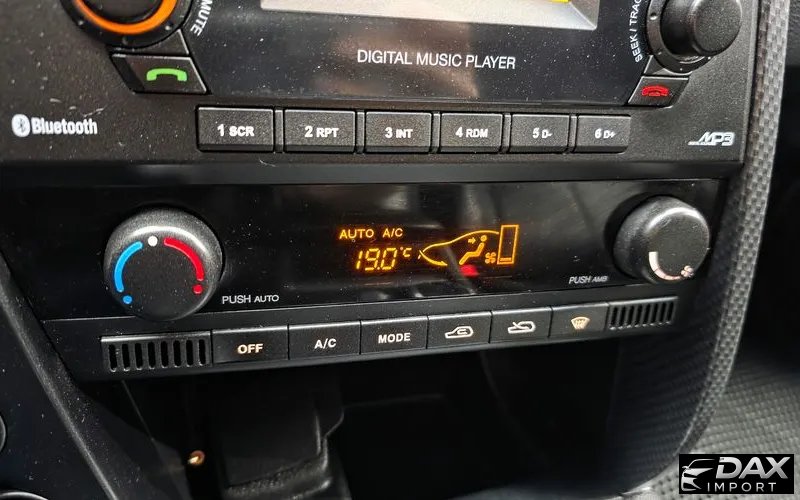 MUTE
SEEK / TRACK
DIGITAL MUSIC PLAYER
Bluetooth
1 SCR
2 RPT
3 INT
4 RDM
5 D-
6 D+
MP3
AUTO A/C
19.0°C
PUSH AUTO
PUSH AMB
OFF
A/C
MODE
DAX
IMPORT